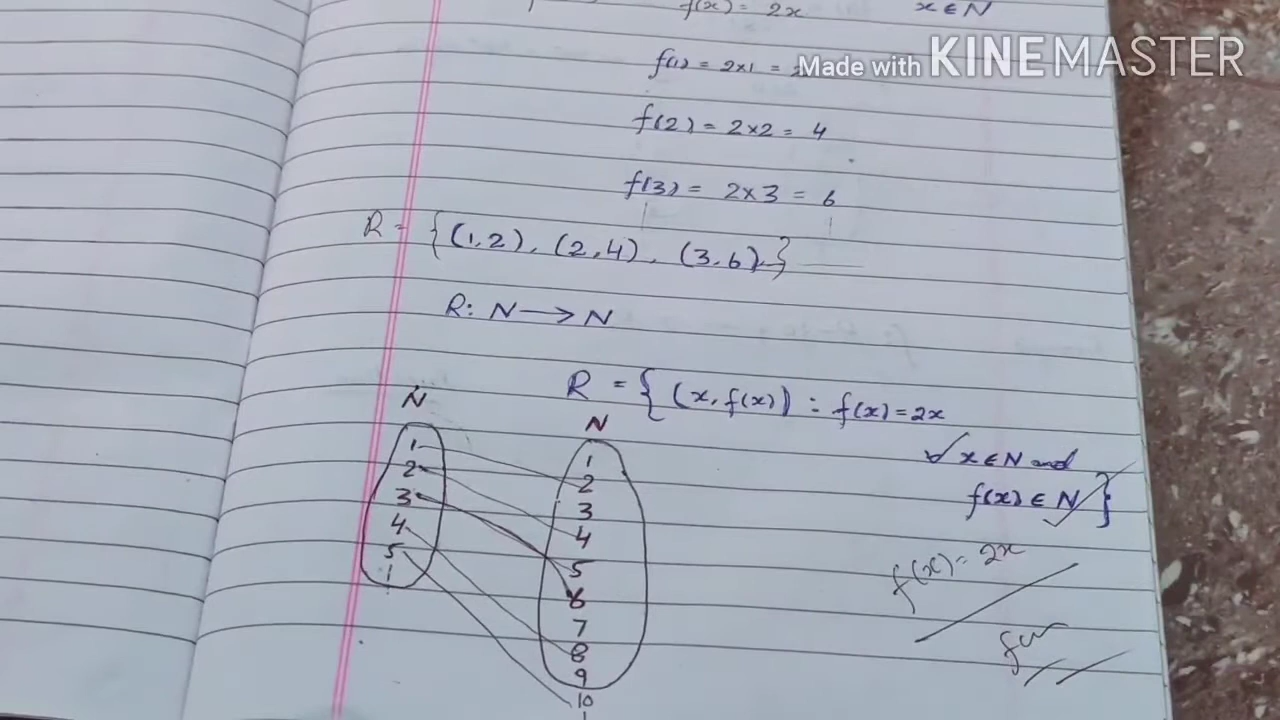 f(x) = 2x x ∈ N
Made with KINEMASTER
f(1) = 2×1 =
f(2) = 2×2 = 4
f(3) = 2×3 = 6
R = {(1,2), (2,4), (3,6)}
R: N → N
R = {(x, f(x)) : f(x) = 2x
∀ x ∈ N and
f(x) ∈ N}
N N
1 1
2 2
3 3
4 4
5 5
6
7
8
9
10
f(x) = 2x